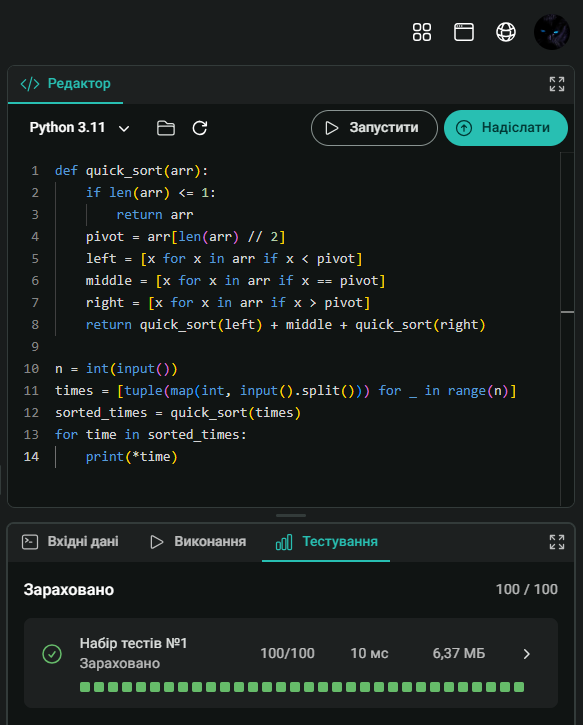 </> Редактор
Python 3.11
Запустити
Надіслати
1 def quick_sort(arr):
2     if len(arr) <= 1:
3         return arr
4     pivot = arr[len(arr) // 2]
5     left = [x for x in arr if x < pivot]
6     middle = [x for x in arr if x == pivot]
7     right = [x for x in arr if x > pivot]
8     return quick_sort(left) + middle + quick_sort(right)
9
10 n = int(input())
11 times = [tuple(map(int, input().split())) for _ in range(n)]
12 sorted_times = quick_sort(times)
13 for time in sorted_times:
14     print(*time)
Вхідні дані Виконання Тестування
Зараховано 100 / 100
Набір тестів №1 100/100 10 мс 6,37 МБ
Зараховано